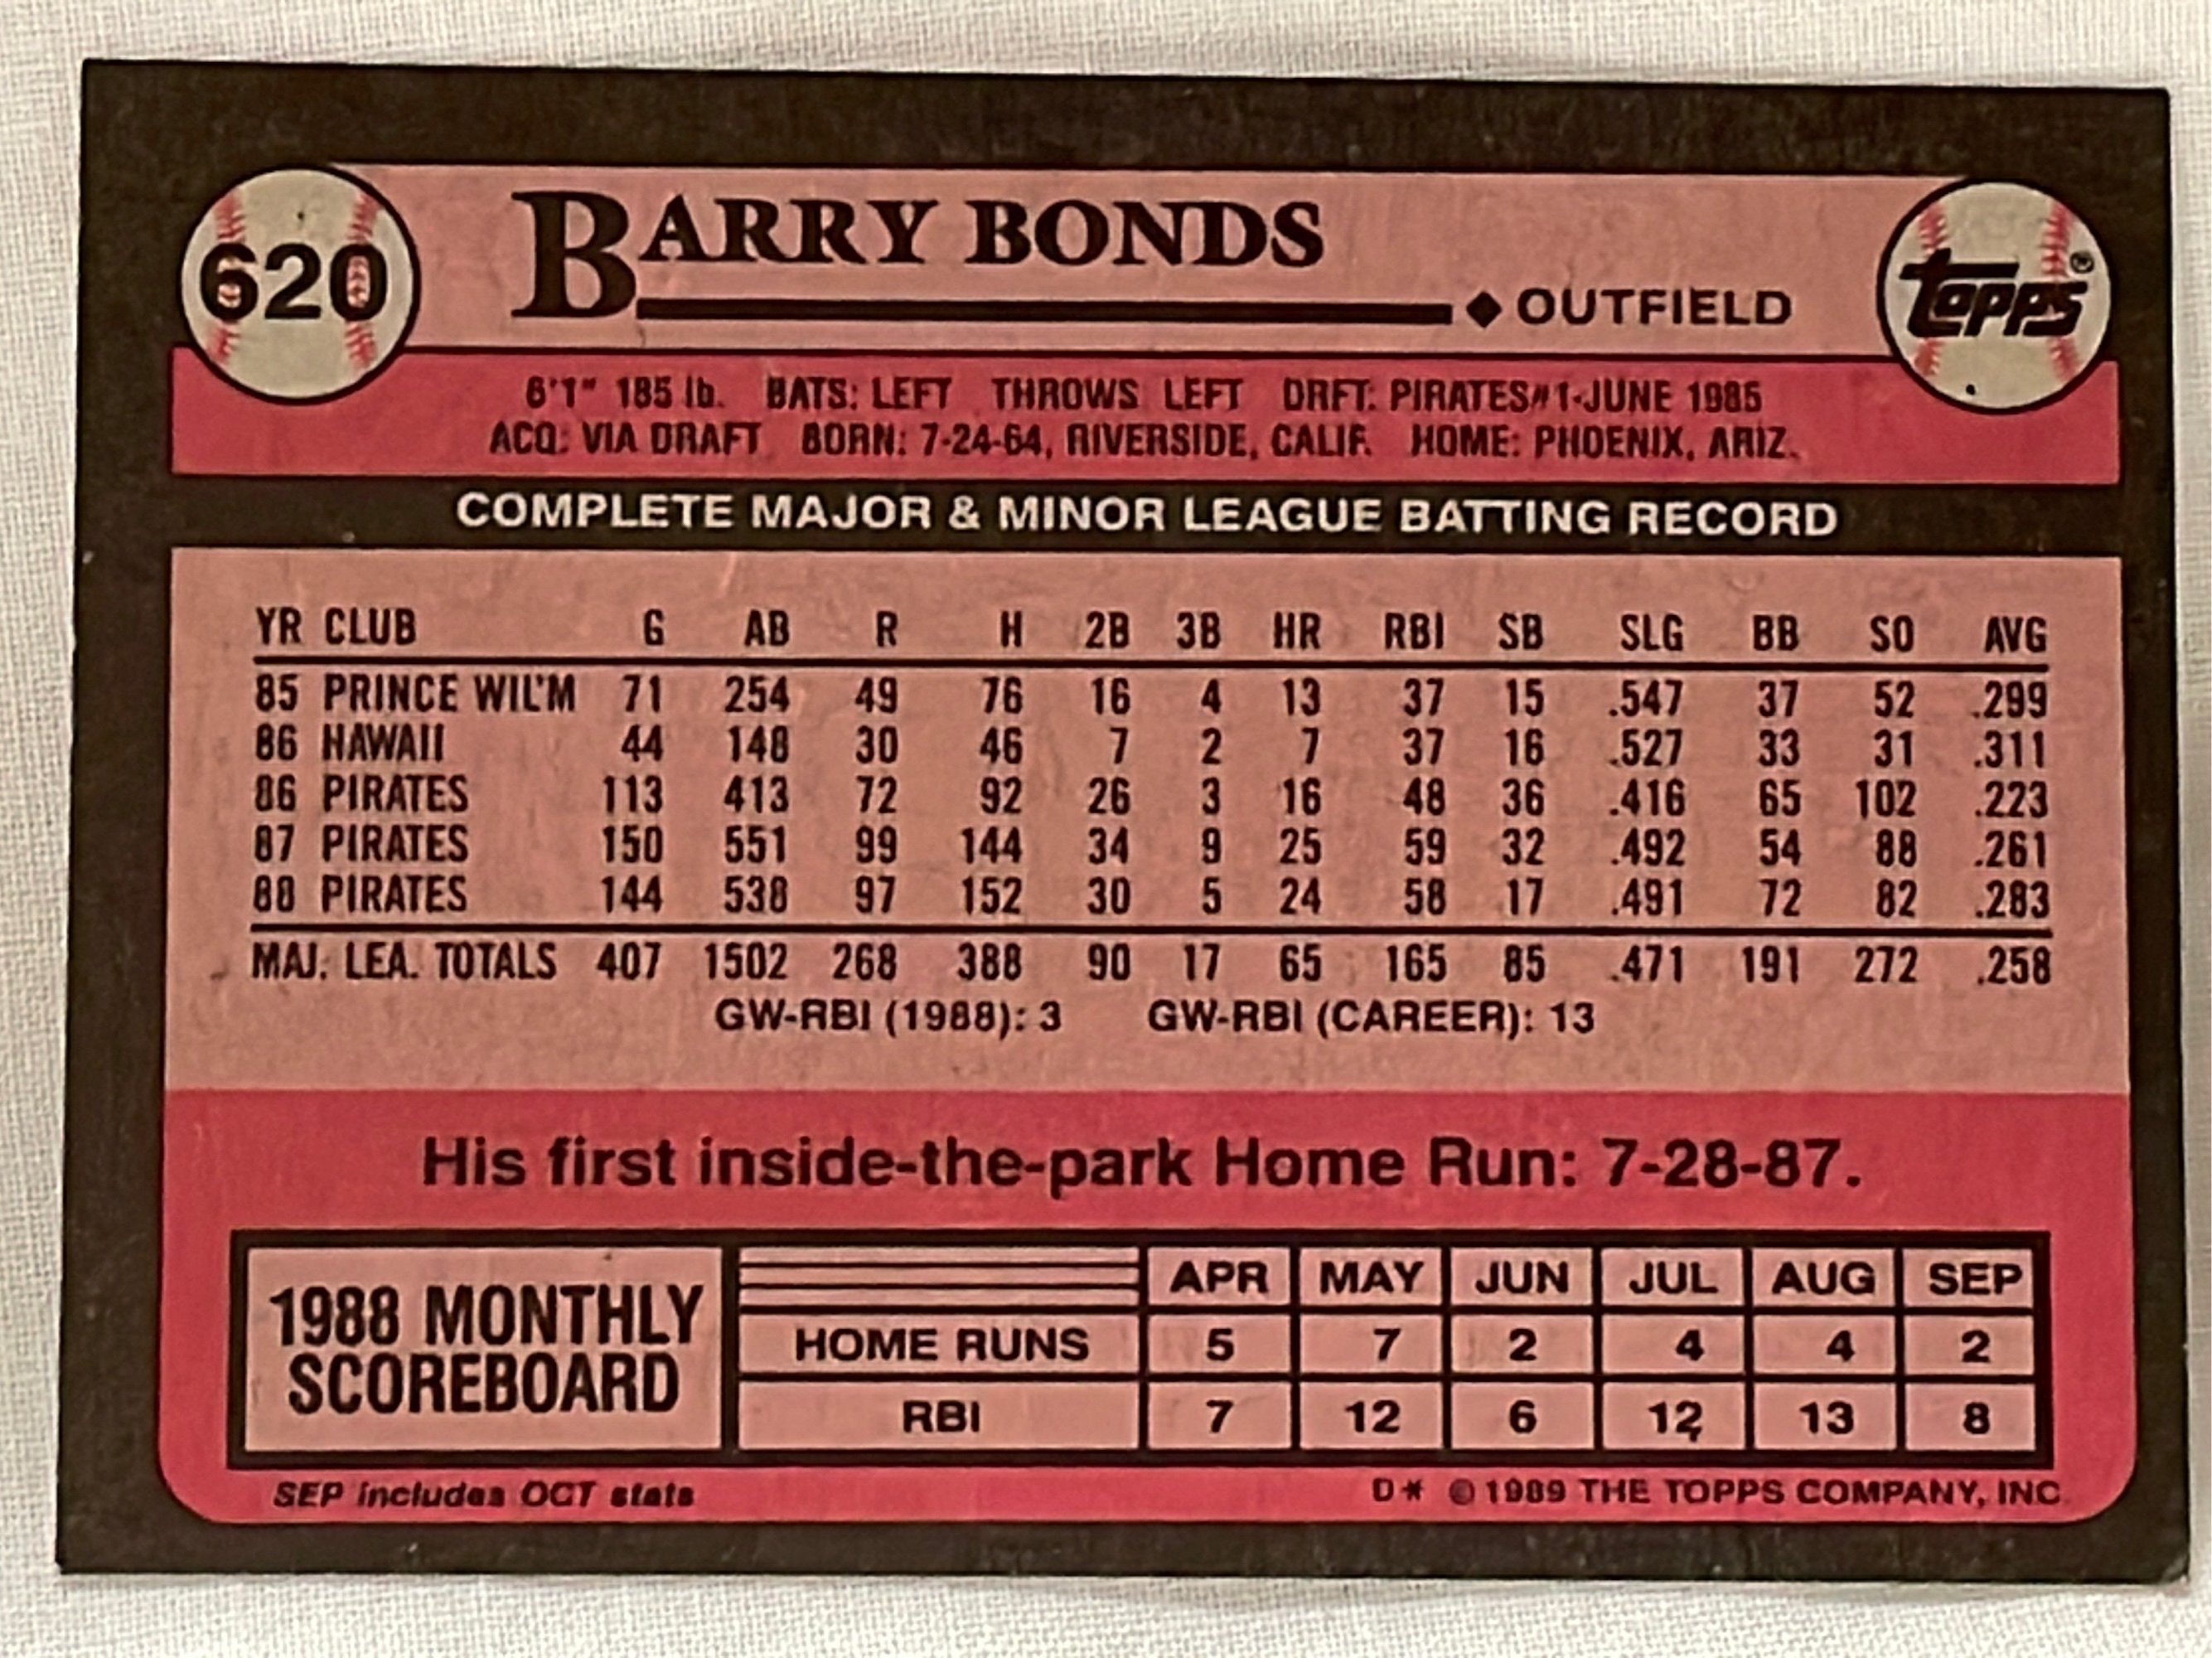 620 BARRY BONDS
OUTFIELD
topps®
6'1" 185 lb. BATS: LEFT THROWS LEFT DRFT: PIRATES#1-JUNE 1985
ACQ: VIA DRAFT BORN: 7-24-64, RIVERSIDE, CALIF. HOME: PHOENIX, ARIZ.
COMPLETE MAJOR & MINOR LEAGUE BATTING RECORD
YR CLUB G AB R H 2B 3B HR RBI SB SLG BB SO AVG
85 PRINCE WIL'M 71 254 49 76 16 4 13 37 15 .547 37 52 .299
86 HAWAII 44 148 30 46 7 2 7 37 16 .527 33 31 .311
86 PIRATES 113 413 72 92 26 3 16 48 36 .416 65 102 .223
87 PIRATES 150 551 99 144 34 9 25 59 32 .492 54 88 .261
88 PIRATES 144 538 97 152 30 5 24 58 17 .491 72 82 .283
MAJ. LEA. TOTALS 407 1502 268 388 90 17 65 165 85 .471 191 272 .258
GW-RBI (1988): 3 GW-RBI (CAREER): 13
His first inside-the-park Home Run: 7-28-87.
1988 MONTHLY
SCOREBOARD
APR MAY JUN JUL AUG SEP
HOME RUNS 5 7 2 4 4 2
RBI 7 12 6 12 13 8
SEP includes OCT stats
D* © 1989 THE TOPPS COMPANY, INC.